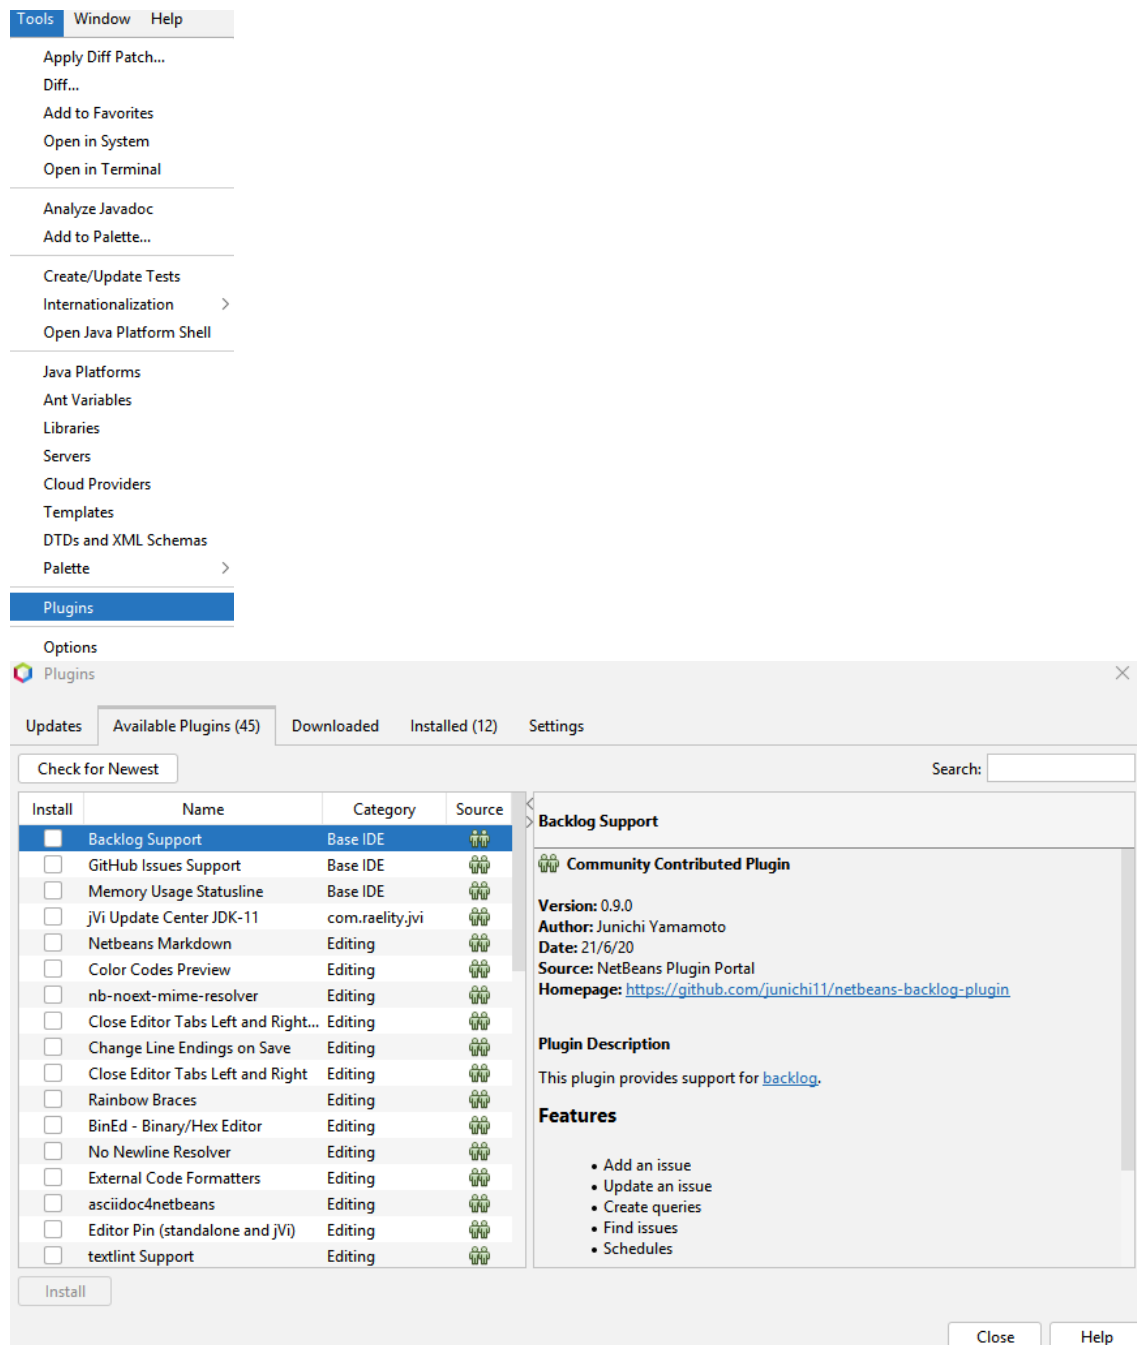 Tools Window Help
Apply Diff Patch...
Diff...
Add to Favorites
Open in System
Open in Terminal
Analyze Javadoc
Add to Palette...
Create/Update Tests
Internationalization
Open Java Platform Shell
Java Platforms
Ant Variables
Libraries
Servers
Cloud Providers
Templates
DTDs and XML Schemas
Palette
Plugins
Options
Plugins
Updates Available Plugins (45) Downloaded Installed (12) Settings
Check for Newest Search:
Install Name Category Source
Backlog Support Base IDE
GitHub Issues Support Base IDE
Memory Usage Statusline Base IDE
jVi Update Center JDK-11 com.raelity.jvi
Netbeans Markdown Editing
Color Codes Preview Editing
nb-noext-mime-resolver Editing
Close Editor Tabs Left and Right... Editing
Change Line Endings on Save Editing
Close Editor Tabs Left and Right Editing
Rainbow Braces Editing
BinEd - Binary/Hex Editor Editing
No Newline Resolver Editing
External Code Formatters Editing
asciidoc4netbeans Editing
Editor Pin (standalone and jVi) Editing
textlint Support Editing
Backlog Support
Community Contributed Plugin
Version: 0.9.0
Author: Junichi Yamamoto
Date: 21/6/20
Source: NetBeans Plugin Portal
Homepage: https://github.com/junichi11/netbeans-backlog-plugin
Plugin Description
This plugin provides support for backlog.
Features
• Add an issue
• Update an issue
• Create queries
• Find issues
• Schedules
Install
Close Help